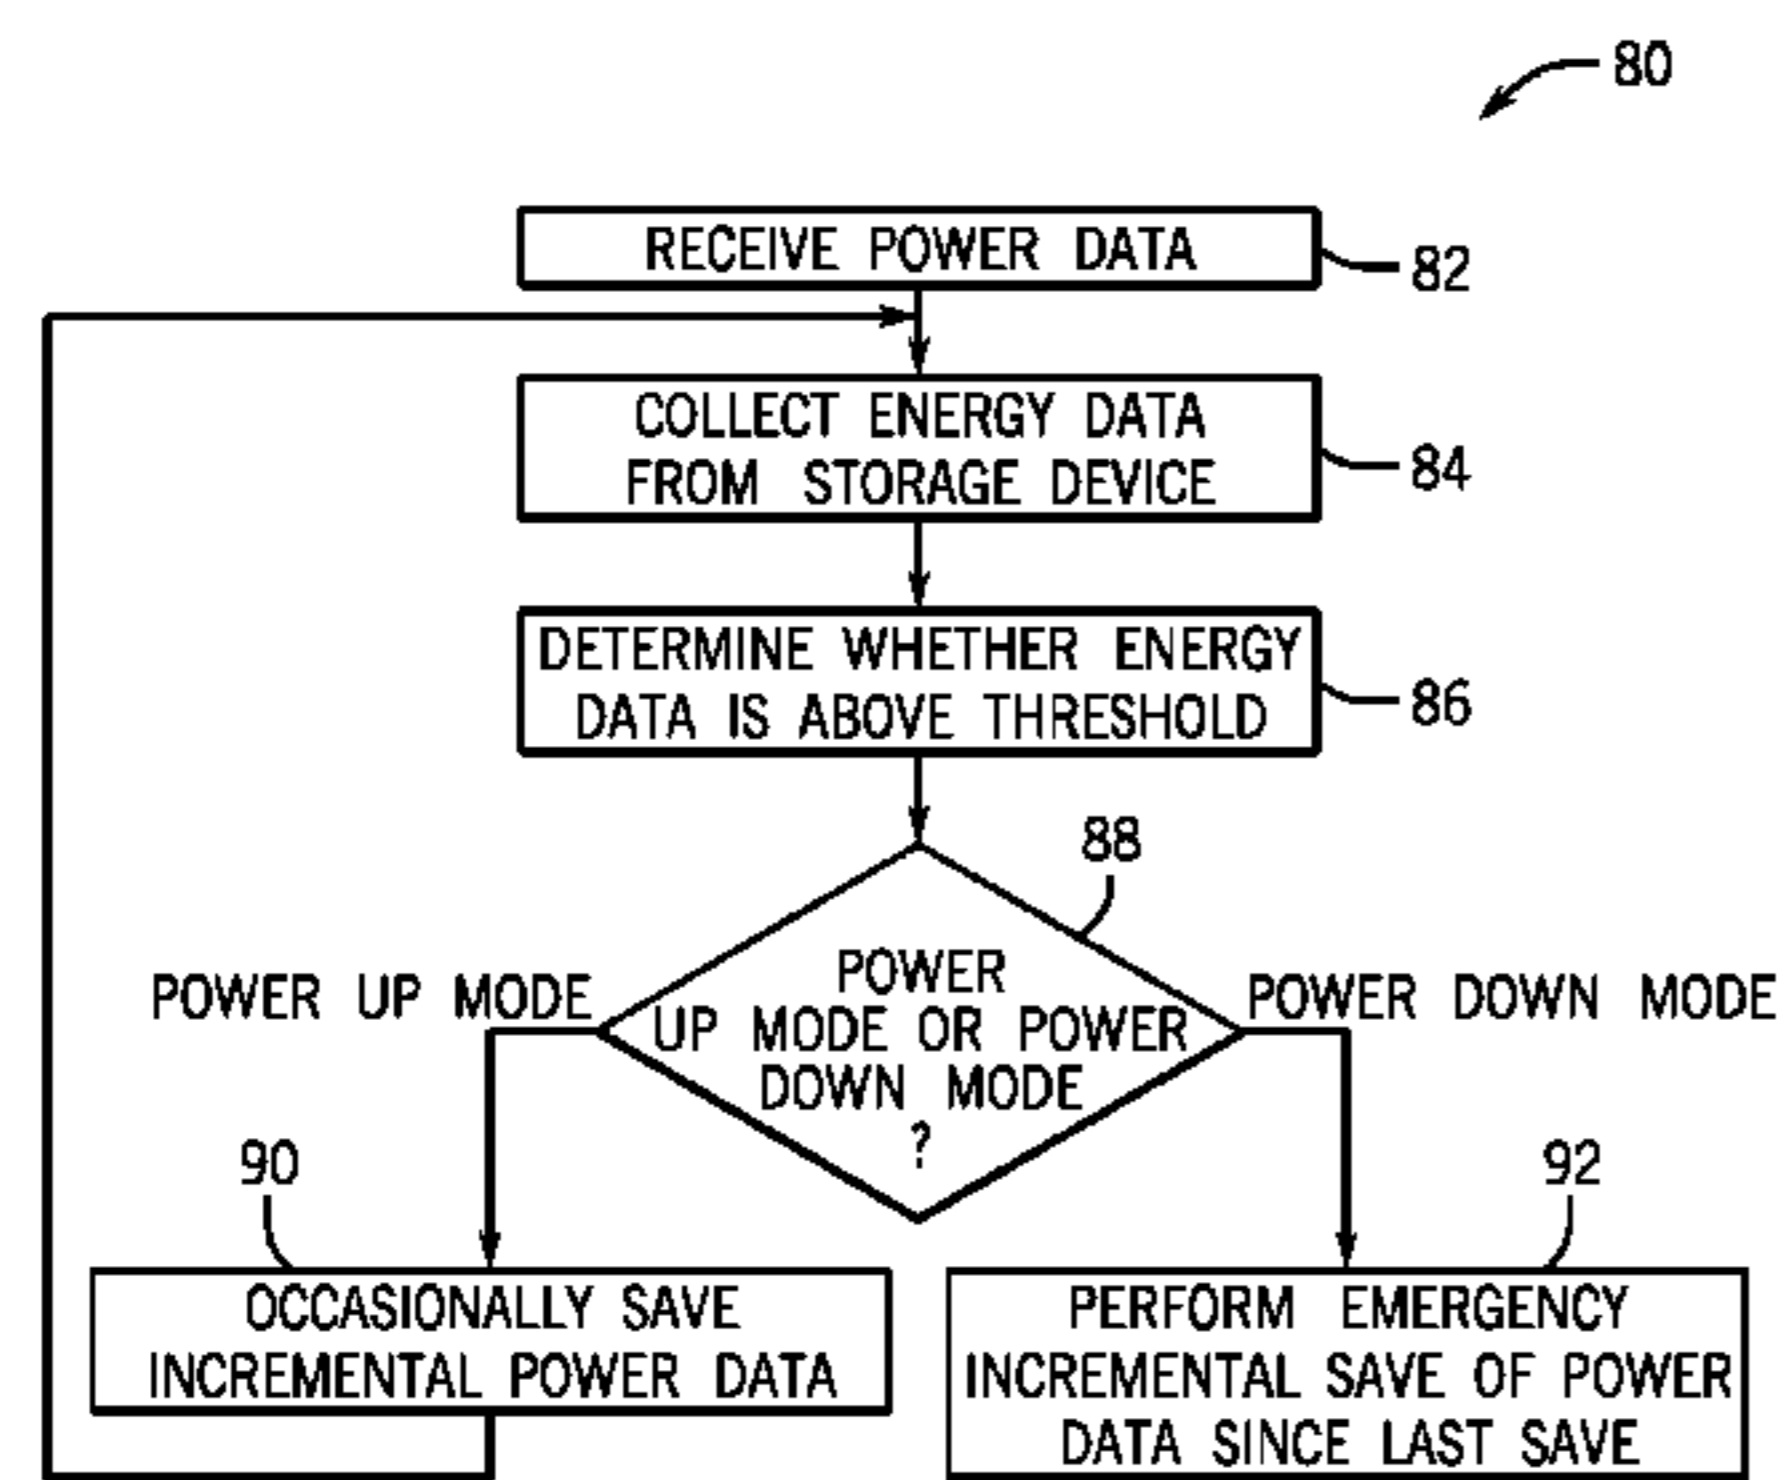 80
RECEIVE POWER DATA
82
COLLECT ENERGY DATA
FROM STORAGE DEVICE
84
DETERMINE WHETHER ENERGY
DATA IS ABOVE THRESHOLD
86
88
POWER
UP MODE OR POWER
DOWN MODE
?
POWER UP MODE
POWER DOWN MODE
90
OCCASIONALLY SAVE
INCREMENTAL POWER DATA
92
PERFORM EMERGENCY
INCREMENTAL SAVE OF POWER
DATA SINCE LAST SAVE